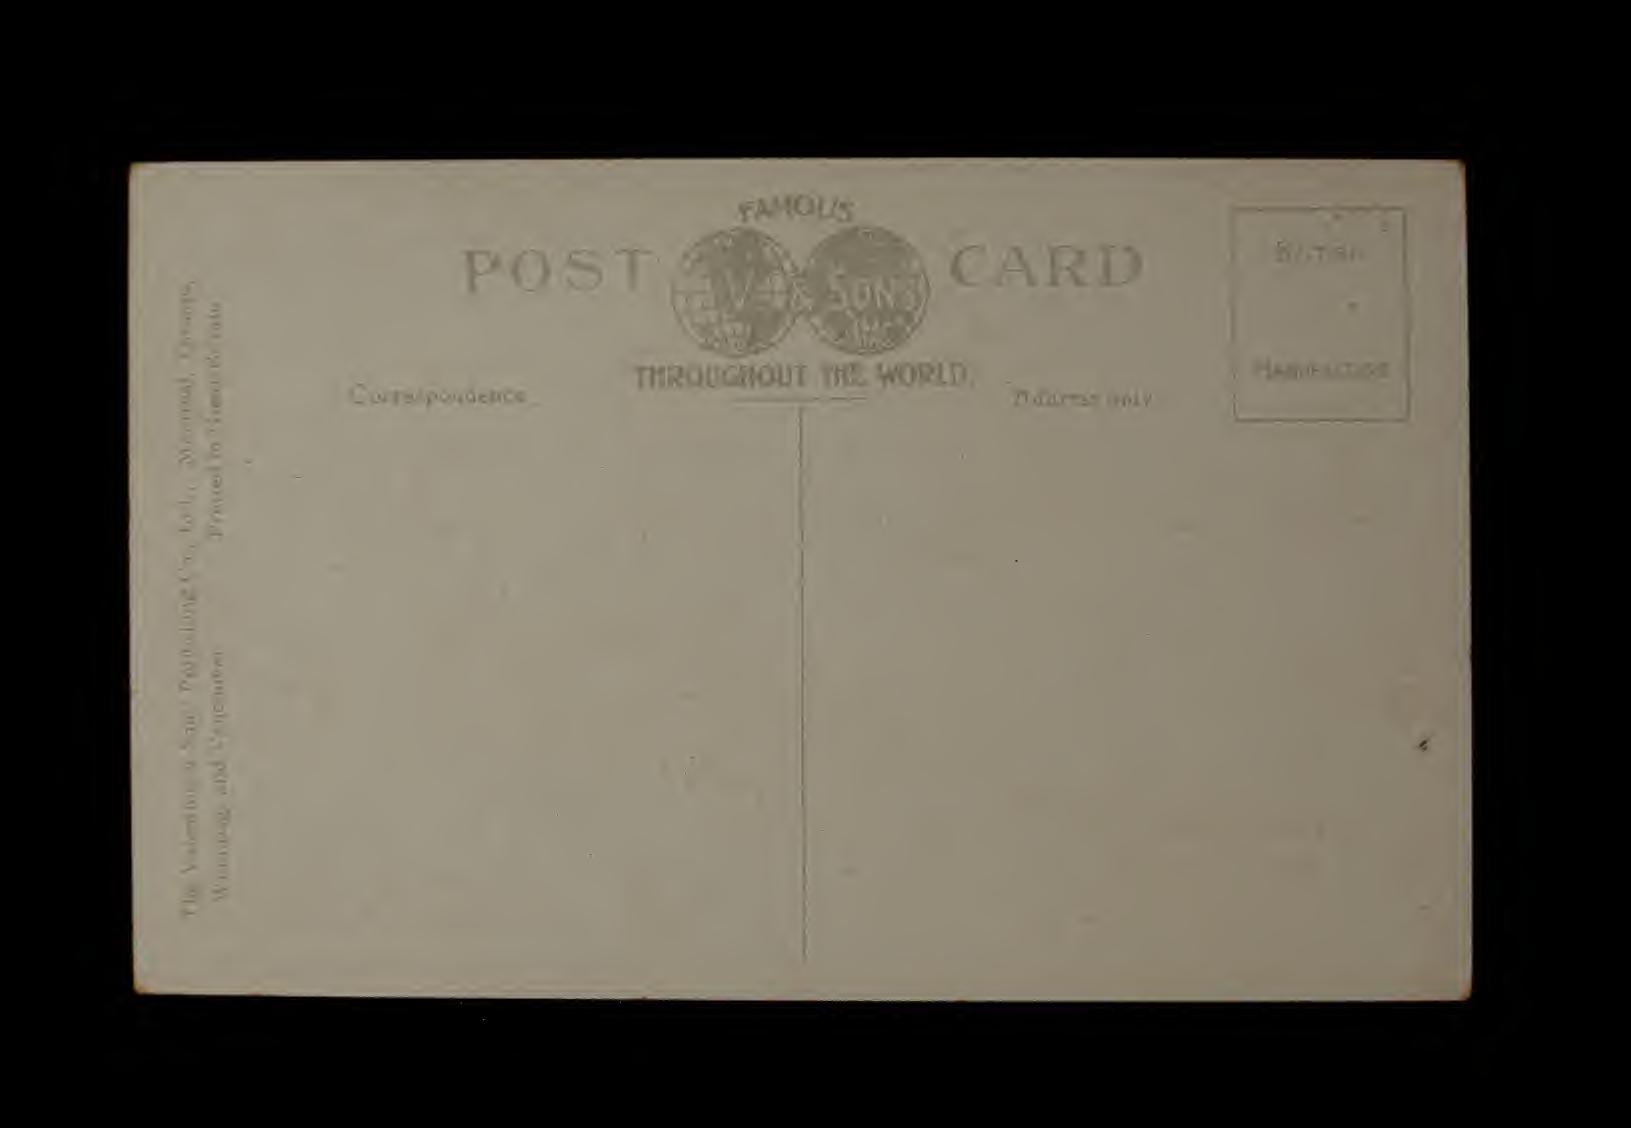 FAMOUS
POST CARD
V & SONS
THROUGHOUT THE WORLD.
Correspondence
Address only
BRITISH
MANUFACTURE
The Valentine & Sons' Publishing Co., Ltd., Montreal, Toronto,
Winnipeg and Vancouver Printed in Great Britain